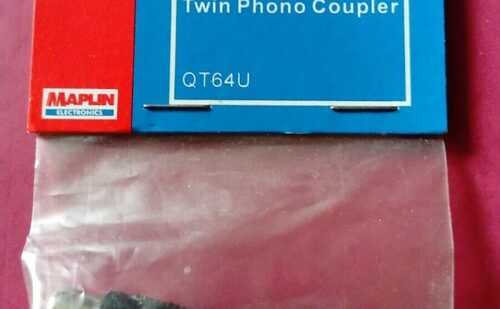 Twin Phono Coupler
QT64U
MAPLIN
ELECTRONICS